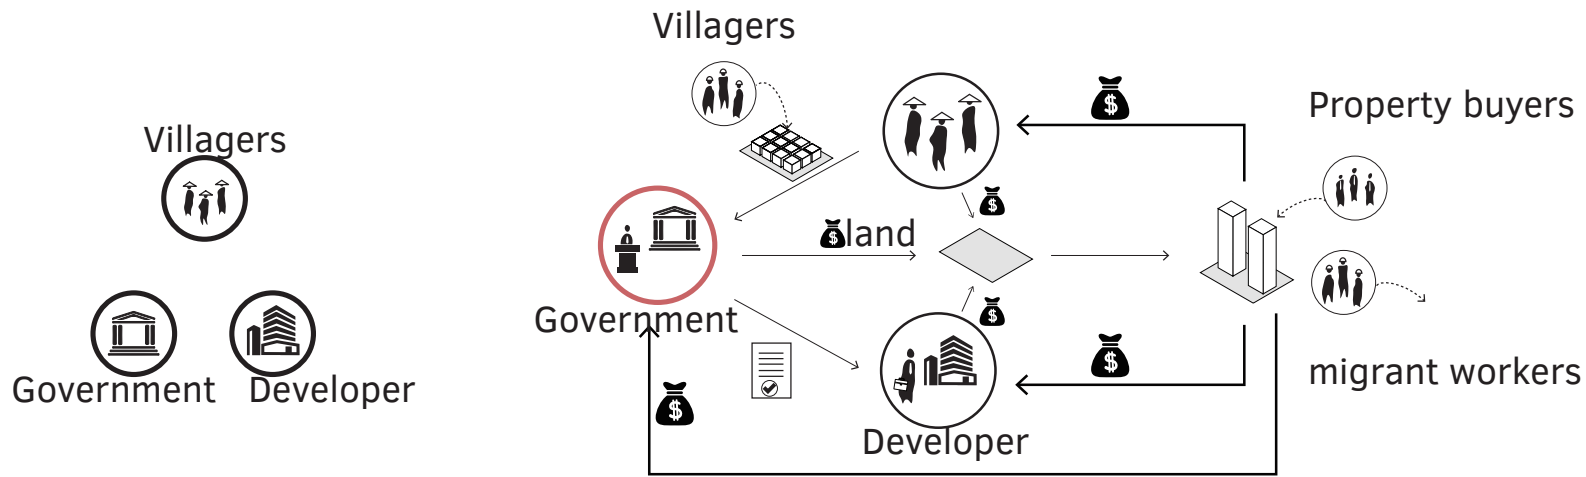 Villagers
Government
Developer
Villagers
$
Property buyers
$
$land
Government
$
$
migrant workers
$
Developer